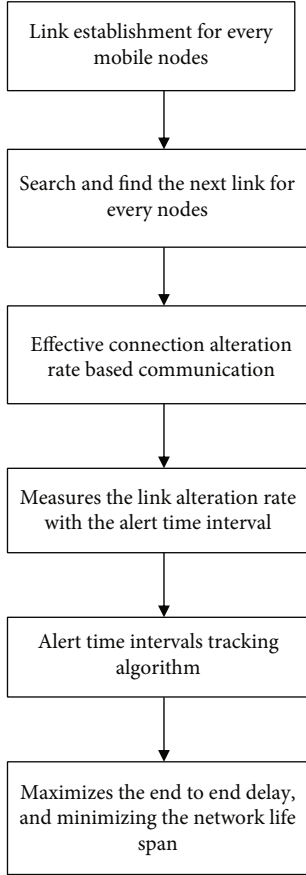 Link establishment for every
mobile nodes
Search and find the next link for
every nodes
Effective connection alteration
rate based communication
Measures the link alteration rate
with the alert time interval
Alert time intervals tracking
algorithm
Maximizes the end to end delay,
and minimizing the network life
span